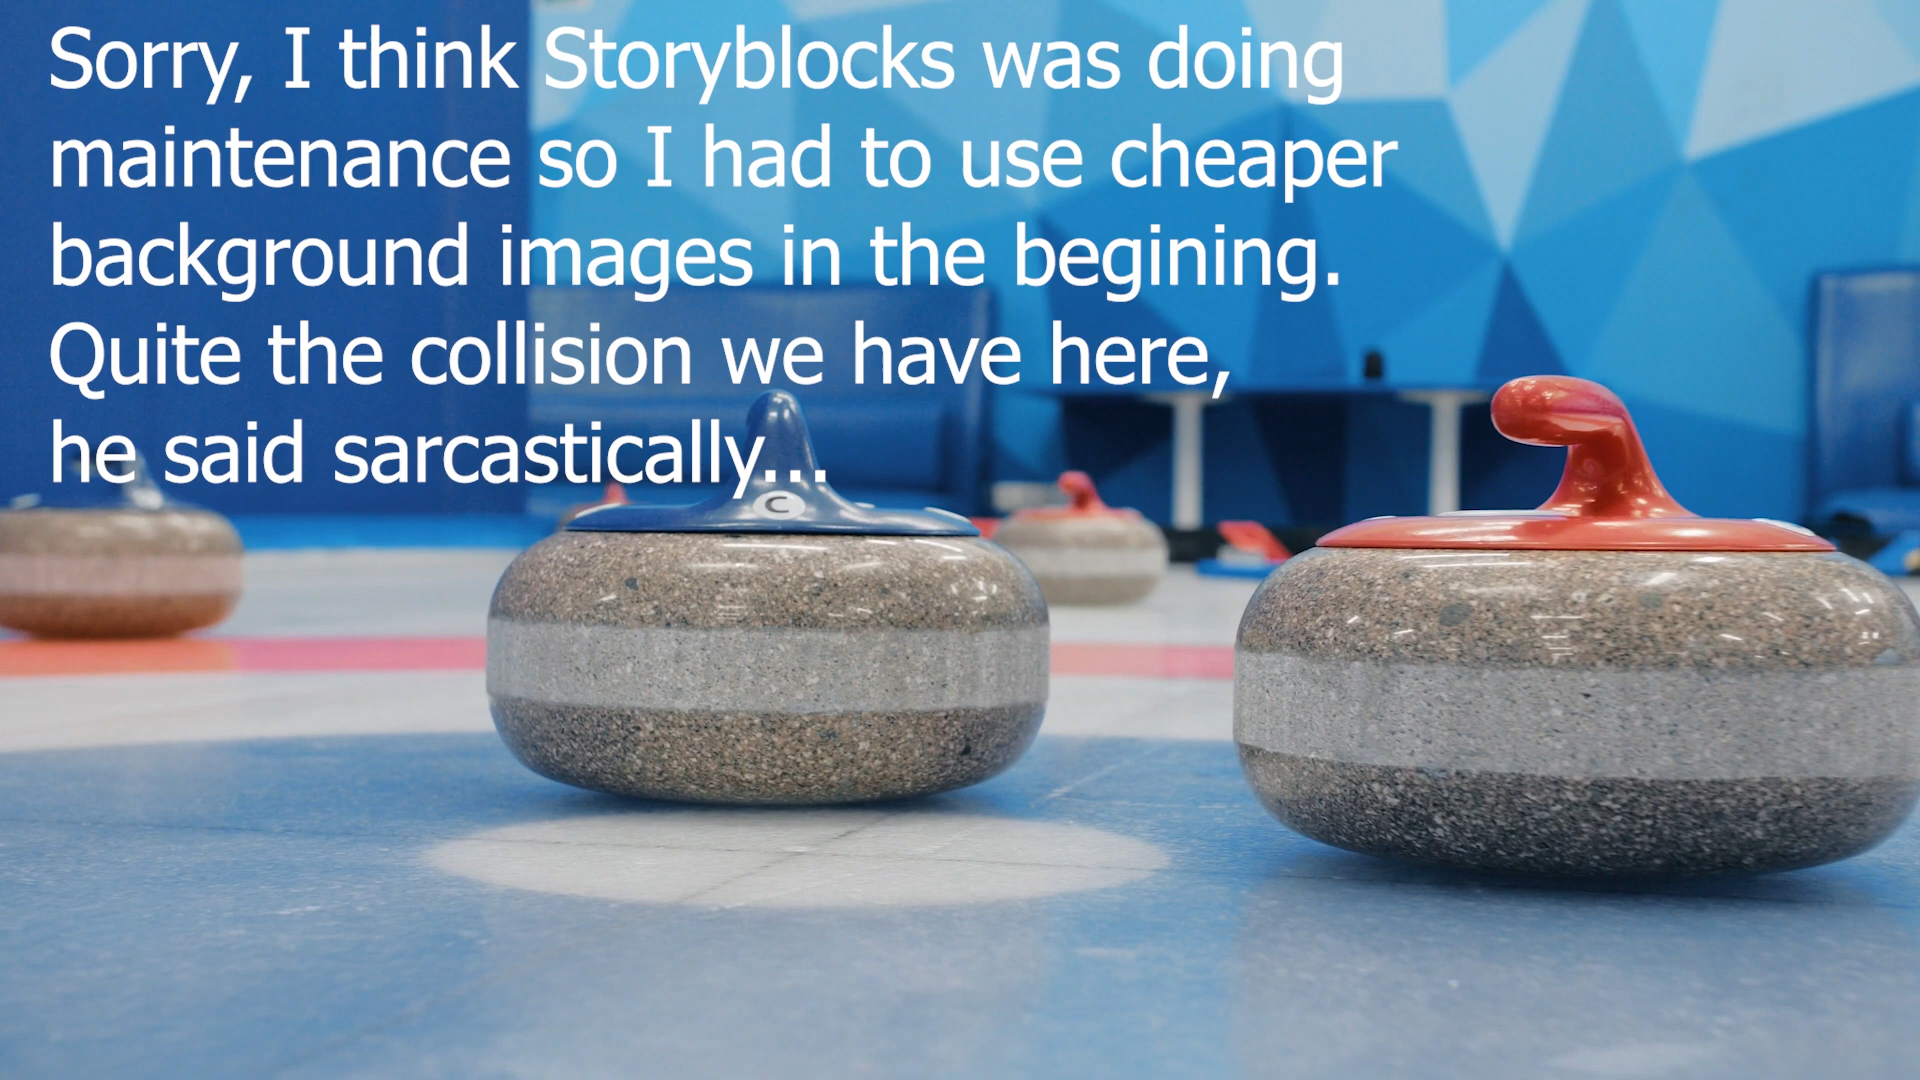 Sorry, I think Storyblocks was doing
maintenance so I had to use cheaper
background images in the begining.
Quite the collision we have here,
he said sarcastically...
C